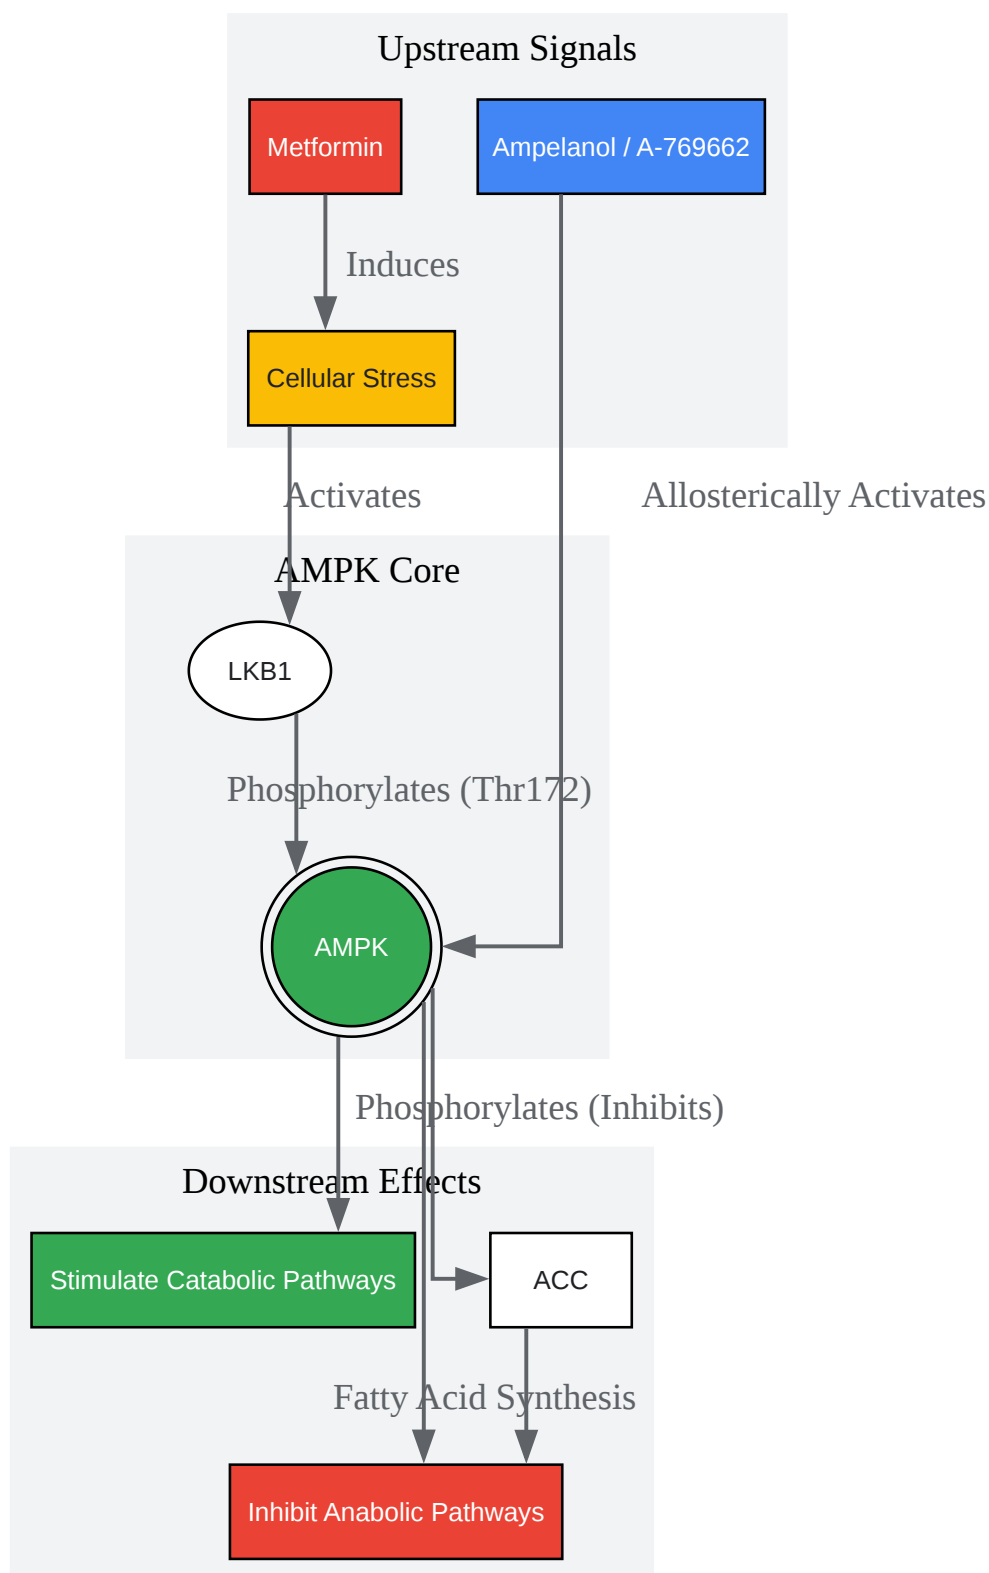 Upstream Signals
Metformin
Ampelanol / A-769662
Induces
Cellular Stress
Activates
Allosterically Activates
AMPK Core
LKB1
Phosphorylates (Thr172)
AMPK
Phosphorylates (Inhibits)
Downstream Effects
Stimulate Catabolic Pathways
ACC
Fatty Acid Synthesis
Inhibit Anabolic Pathways